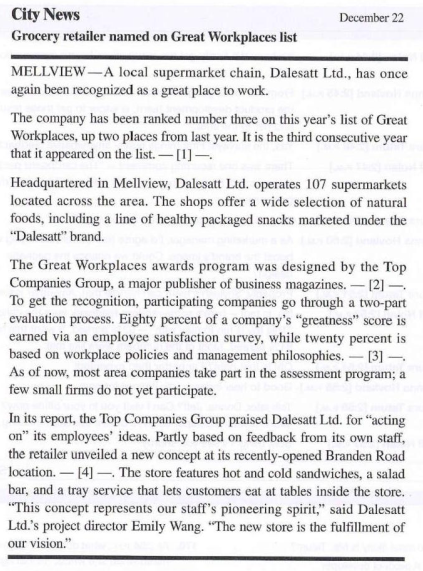 City News
December 22
Grocery retailer named on Great Workplaces list
MELLVIEW—A local supermarket chain, Dalesatt Ltd., has once
again been recognized as a great place to work.
The company has been ranked number three on this year's list of Great
Workplaces, up two places from last year. It is the third consecutive year
that it appeared on the list. — [1] —.
Headquartered in Mellview, Dalesatt Ltd. operates 107 supermarkets
located across the area. The shops offer a wide selection of natural
foods, including a line of healthy packaged snacks marketed under the
“Dalesatt” brand.
The Great Workplaces awards program was designed by the Top
Companies Group, a major publisher of business magazines. — [2] —.
To get the recognition, participating companies go through a two-part
evaluation process. Eighty percent of a company's “greatness” score is
earned via an employee satisfaction survey, while twenty percent is
based on workplace policies and management philosophies. — [3] —.
As of now, most area companies take part in the assessment program; a
few small firms do not yet participate.
In its report, the Top Companies Group praised Dalesatt Ltd. for “acting
on” its employees' ideas. Partly based on feedback from its own staff,
the retailer unveiled a new concept at its recently-opened Branden Road
location. — [4] —. The store features hot and cold sandwiches, a salad
bar, and a tray service that lets customers eat at tables inside the store.
“This concept represents our staff's pioneering spirit,” said Dalesatt
Ltd.'s project director Emily Wang. “The new store is the fulfillment of
our vision.”